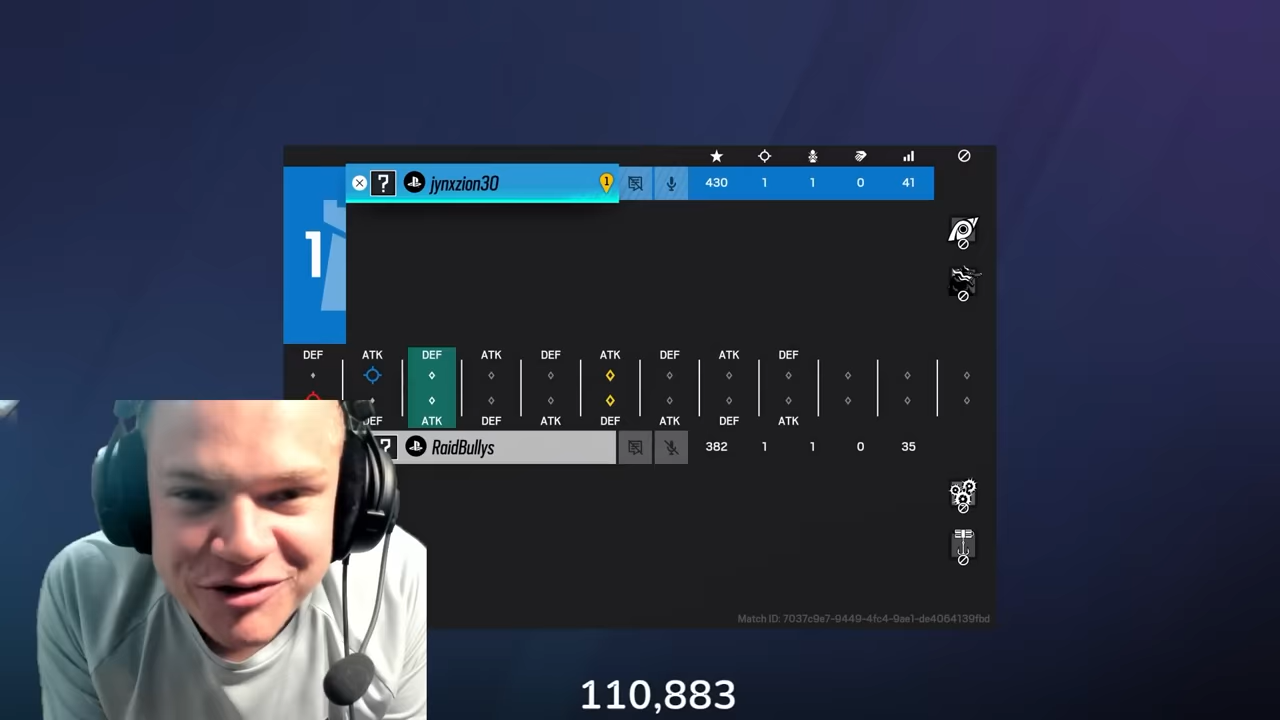 ? jynxzion30 1 430 1 1 0 41
1
DEF ATK DEF ATK DEF ATK DEF ATK DEF
DEF ATK DEF ATK DEF ATK DEF ATK
? RaidBullys 382 1 1 0 35
Match ID: 7037c9e7-9449-4fc4-9ae1-de4064139fbd
110,883